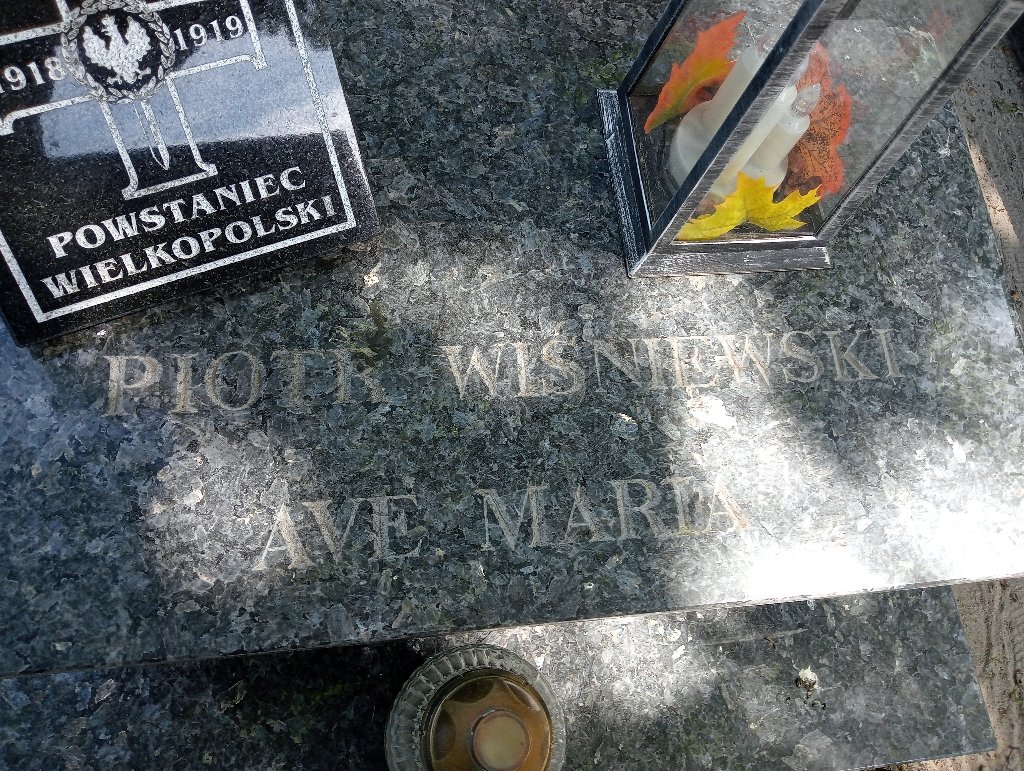 1918 1919
POWSTANIEC
WIELKOPOLSKI
PIOTR WIŚNIEWSKI
AVE MARIA